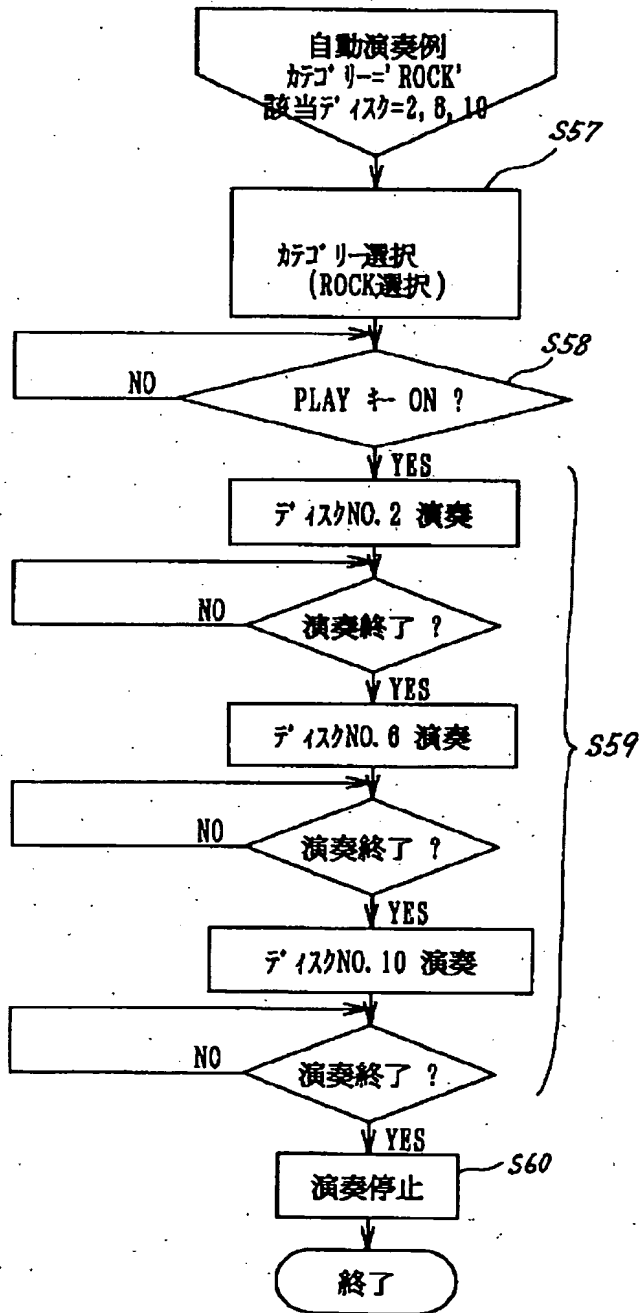 自動演奏例
カテゴリー='ROCK'
該当ディスク=2, 6, 10
S57
カテゴリー選択
(ROCK選択)
S58
NO
PLAY キー ON ?
YES
ディスクNO. 2 演奏
NO
演奏終了 ?
YES
ディスクNO. 6 演奏
S59
NO
演奏終了 ?
YES
ディスクNO. 10 演奏
NO
演奏終了 ?
YES
演奏停止
S60
終了